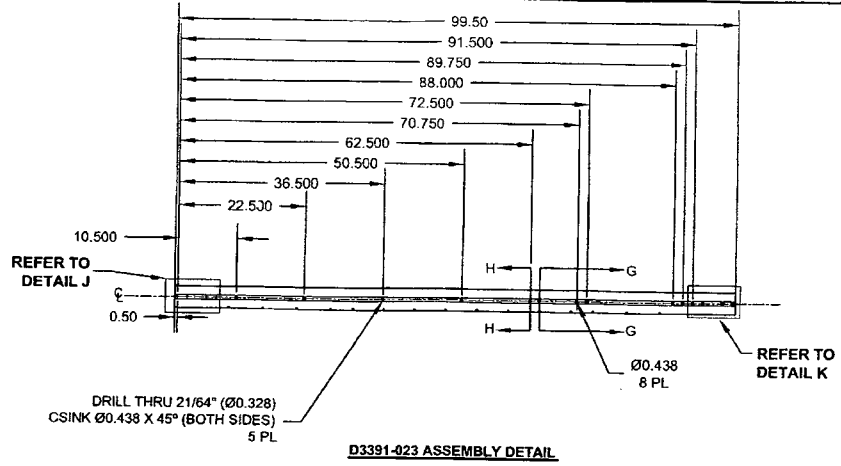 99.50
91.500
89.750
88.000
72.500
70.750
62.500
50.500
36.500
22.500
10.500
REFER TO
DETAIL J
℄
0.50
H
G
H
G
Ø0.438
8 PL
REFER TO
DETAIL K
DRILL THRU 21/64" (Ø0.328)
CSINK Ø0.438 X 45° (BOTH SIDES)
5 PL
D3391-023 ASSEMBLY DETAIL